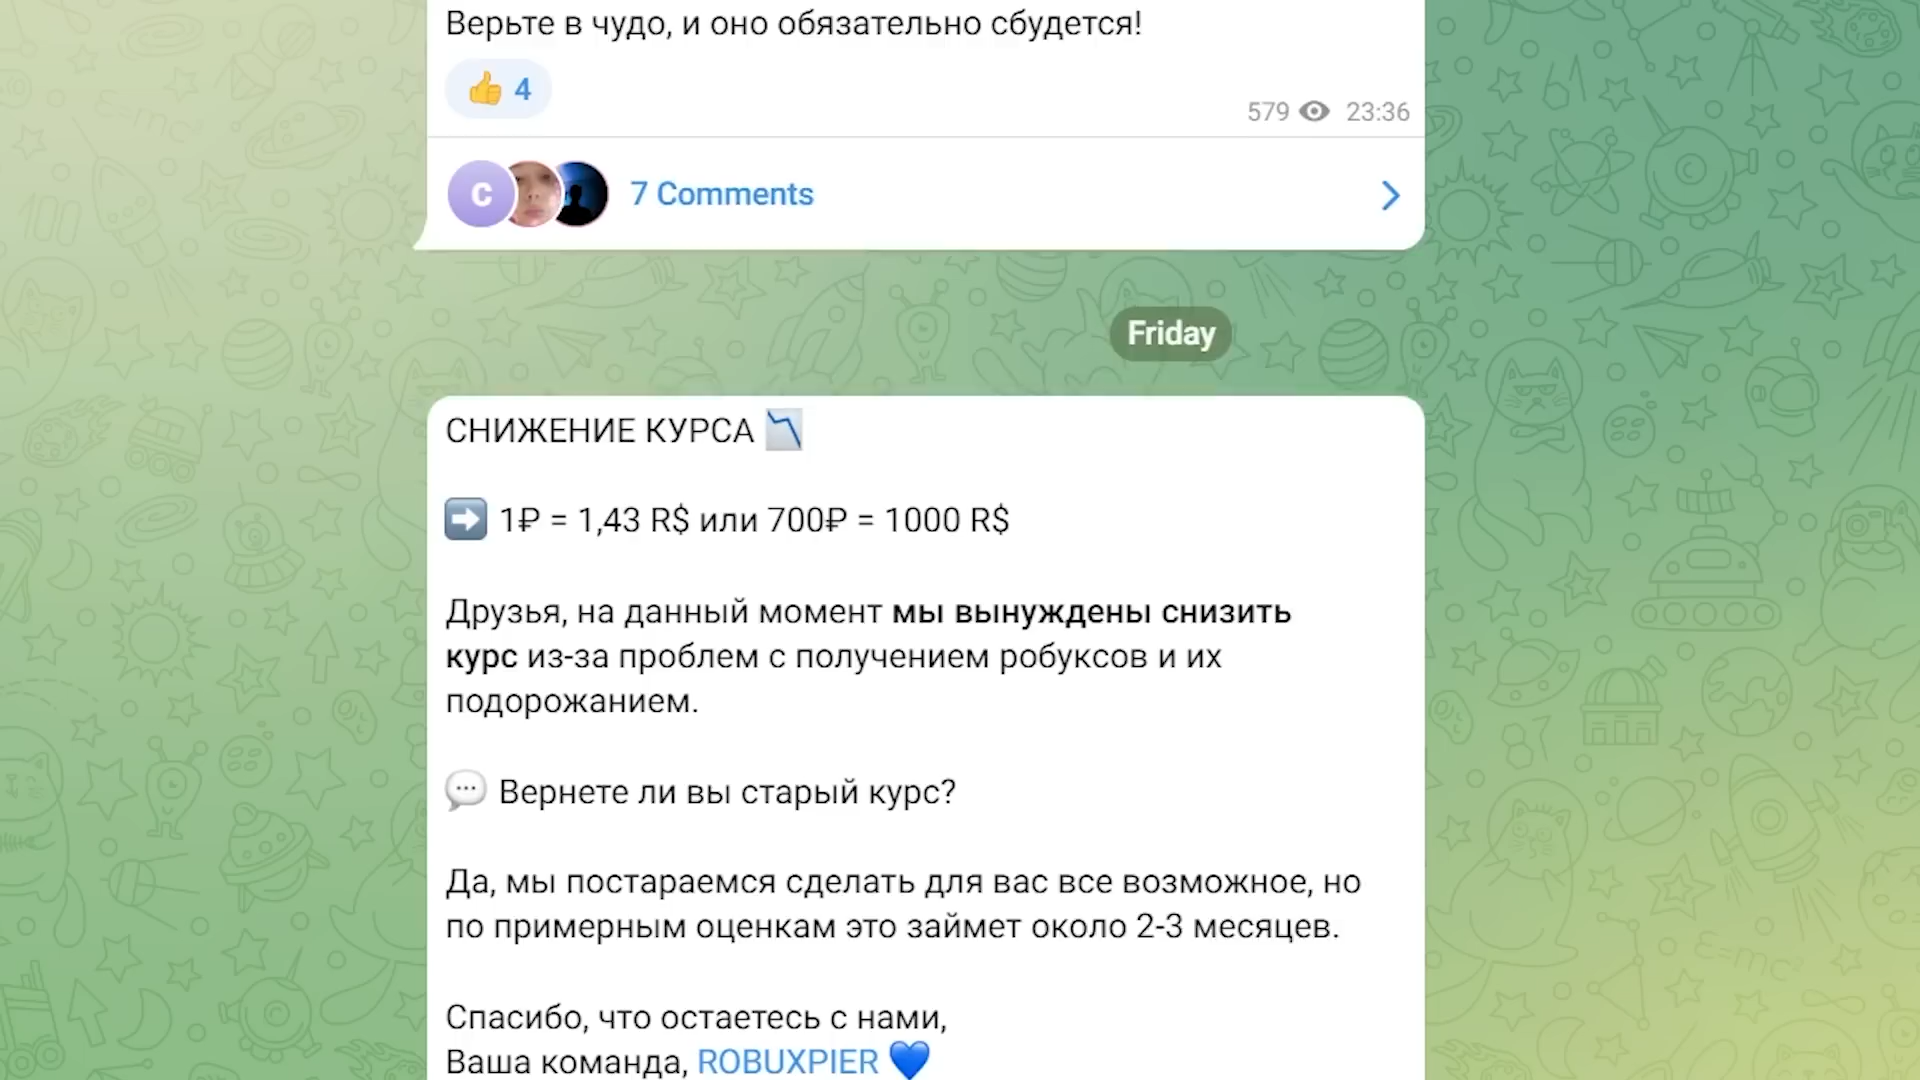 Верьте в чудо, и оно обязательно сбудется!
👍 4
579 23:36
C
7 Comments
Friday
СНИЖЕНИЕ КУРСА 📉
➡️ 1₽ = 1,43 R$ или 700₽ = 1000 R$
Друзья, на данный момент мы вынуждены снизить
курс из-за проблем с получением робуксов и их
подорожанием.
💬 Вернете ли вы старый курс?
Да, мы постараемся сделать для вас все возможное, но
по примерным оценкам это займет около 2-3 месяцев.
Спасибо, что остаетесь с нами,
Ваша команда, ROBUXPIER 💙